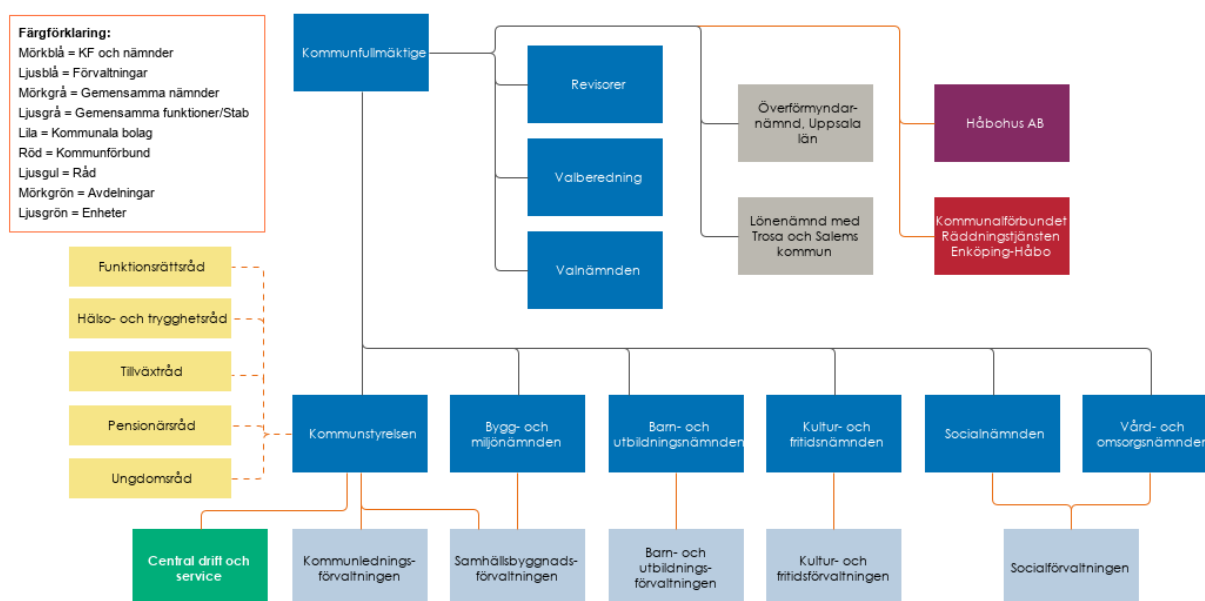 Färgförklaring:
Mörkblå = KF och nämnder
Ljusblå = Förvaltningar
Mörkgrå = Gemensamma nämnder
Ljusgrå = Gemensamma funktioner/Stab
Lila = Kommunala bolag
Röd = Kommunförbund
Ljusgul = Råd
Mörkgrön = Avdelningar
Ljusgrön = Enheter
Kommunfullmäktige
Revisorer
Valberedning
Valnämnden
Överförmyndar-
nämnd, Uppsala
län
Lönenämnd med
Trosa och Salems
kommun
Håbohus AB
Kommunalförbundet
Räddningstjänsten
Enköping-Håbo
Funktionsrättsråd
Hälso- och trygghetsråd
Tillväxtråd
Pensionärsråd
Ungdomsråd
Kommunstyrelsen
Bygg- och
miljönämnden
Barn- och
utbildningsnämnden
Kultur- och
fritidsnämnden
Socialnämnden
Vård- och
omsorgsnämnden
Central drift och
service
Kommunlednings-
förvaltningen
Samhällsbyggnads-
förvaltningen
Barn- och
utbildnings-
förvaltningen
Kultur- och
fritidsförvaltningen
Socialförvaltningen